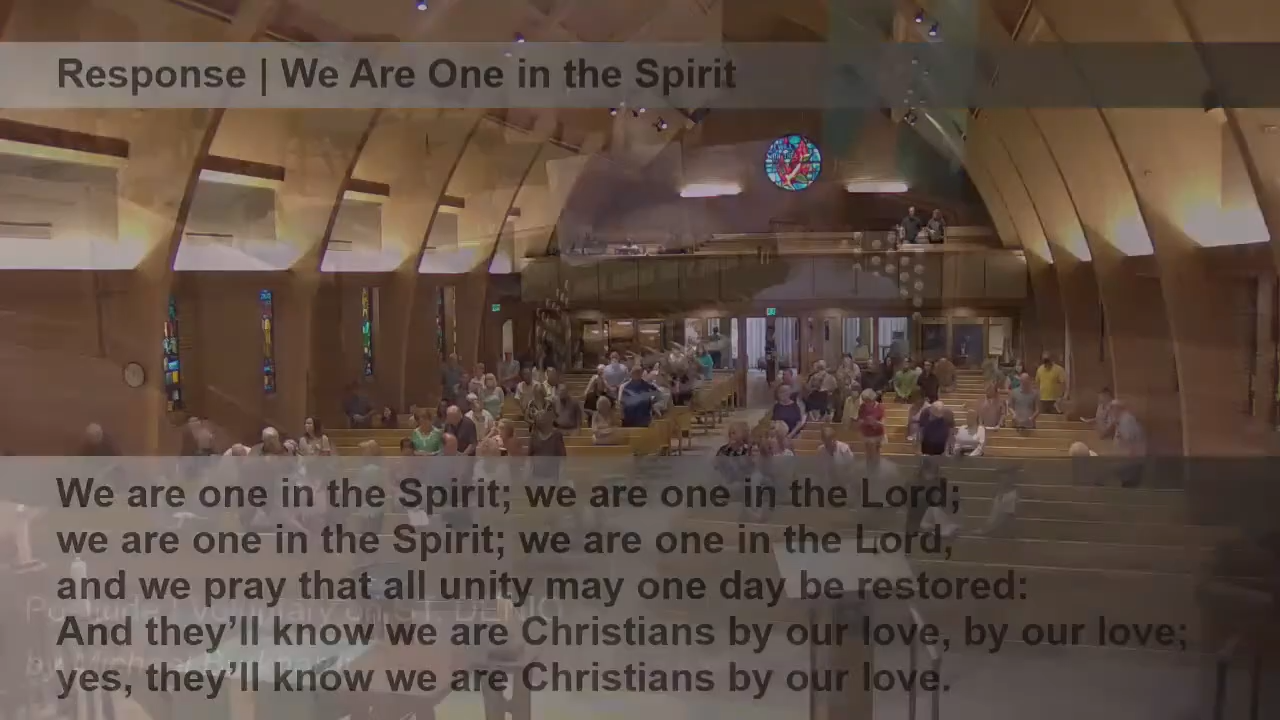 Response | We Are One in the Spirit
We are one in the Spirit; we are one in the Lord;
we are one in the Spirit; we are one in the Lord,
and we pray that all unity may one day be restored:
And they’ll know we are Christians by our love, by our love;
yes, they’ll know we are Christians by our love.